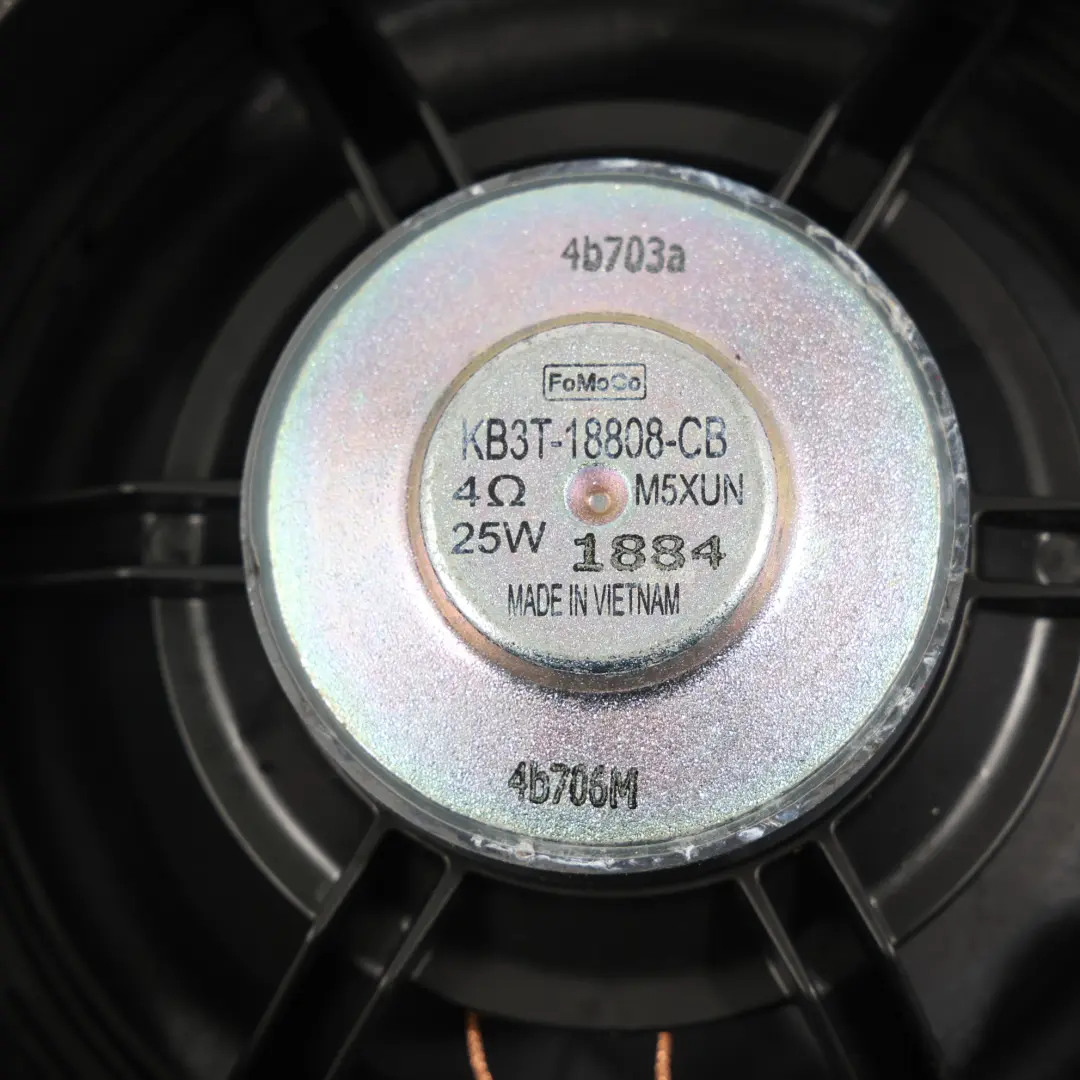 4b703a
FoMoCo
KB3T-18808-CB
4Ω M5XUN
25W 1884
MADE IN VIETNAM
4b706M